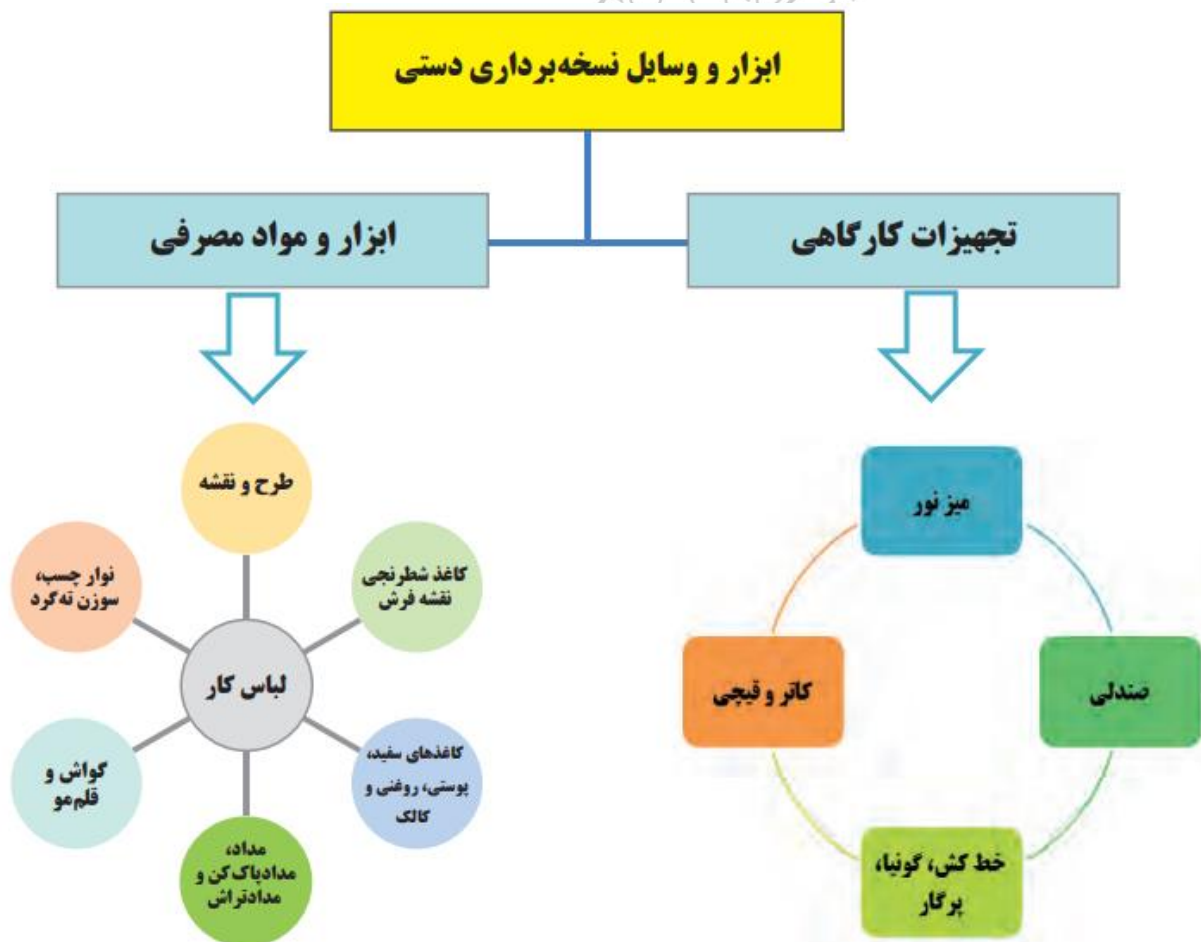 ابزار و وسایل نسخه‌برداری دستی
تجهیزات کارگاهی
میز نور
صندلی
خط کش، گونیا،
پرگار
کاتر و قیچی
ابزار و مواد مصرفی
طرح و نقشه
کاغذ شطرنجی
نقشه فرش
کاغذهای سفید،
پوستی، روغنی و
کالک
مداد،
مدادپاک‌کن و
مدادتراش
گواش و
قلم‌مو
نوار چسب،
سوزن ته‌گرد
لباس کار